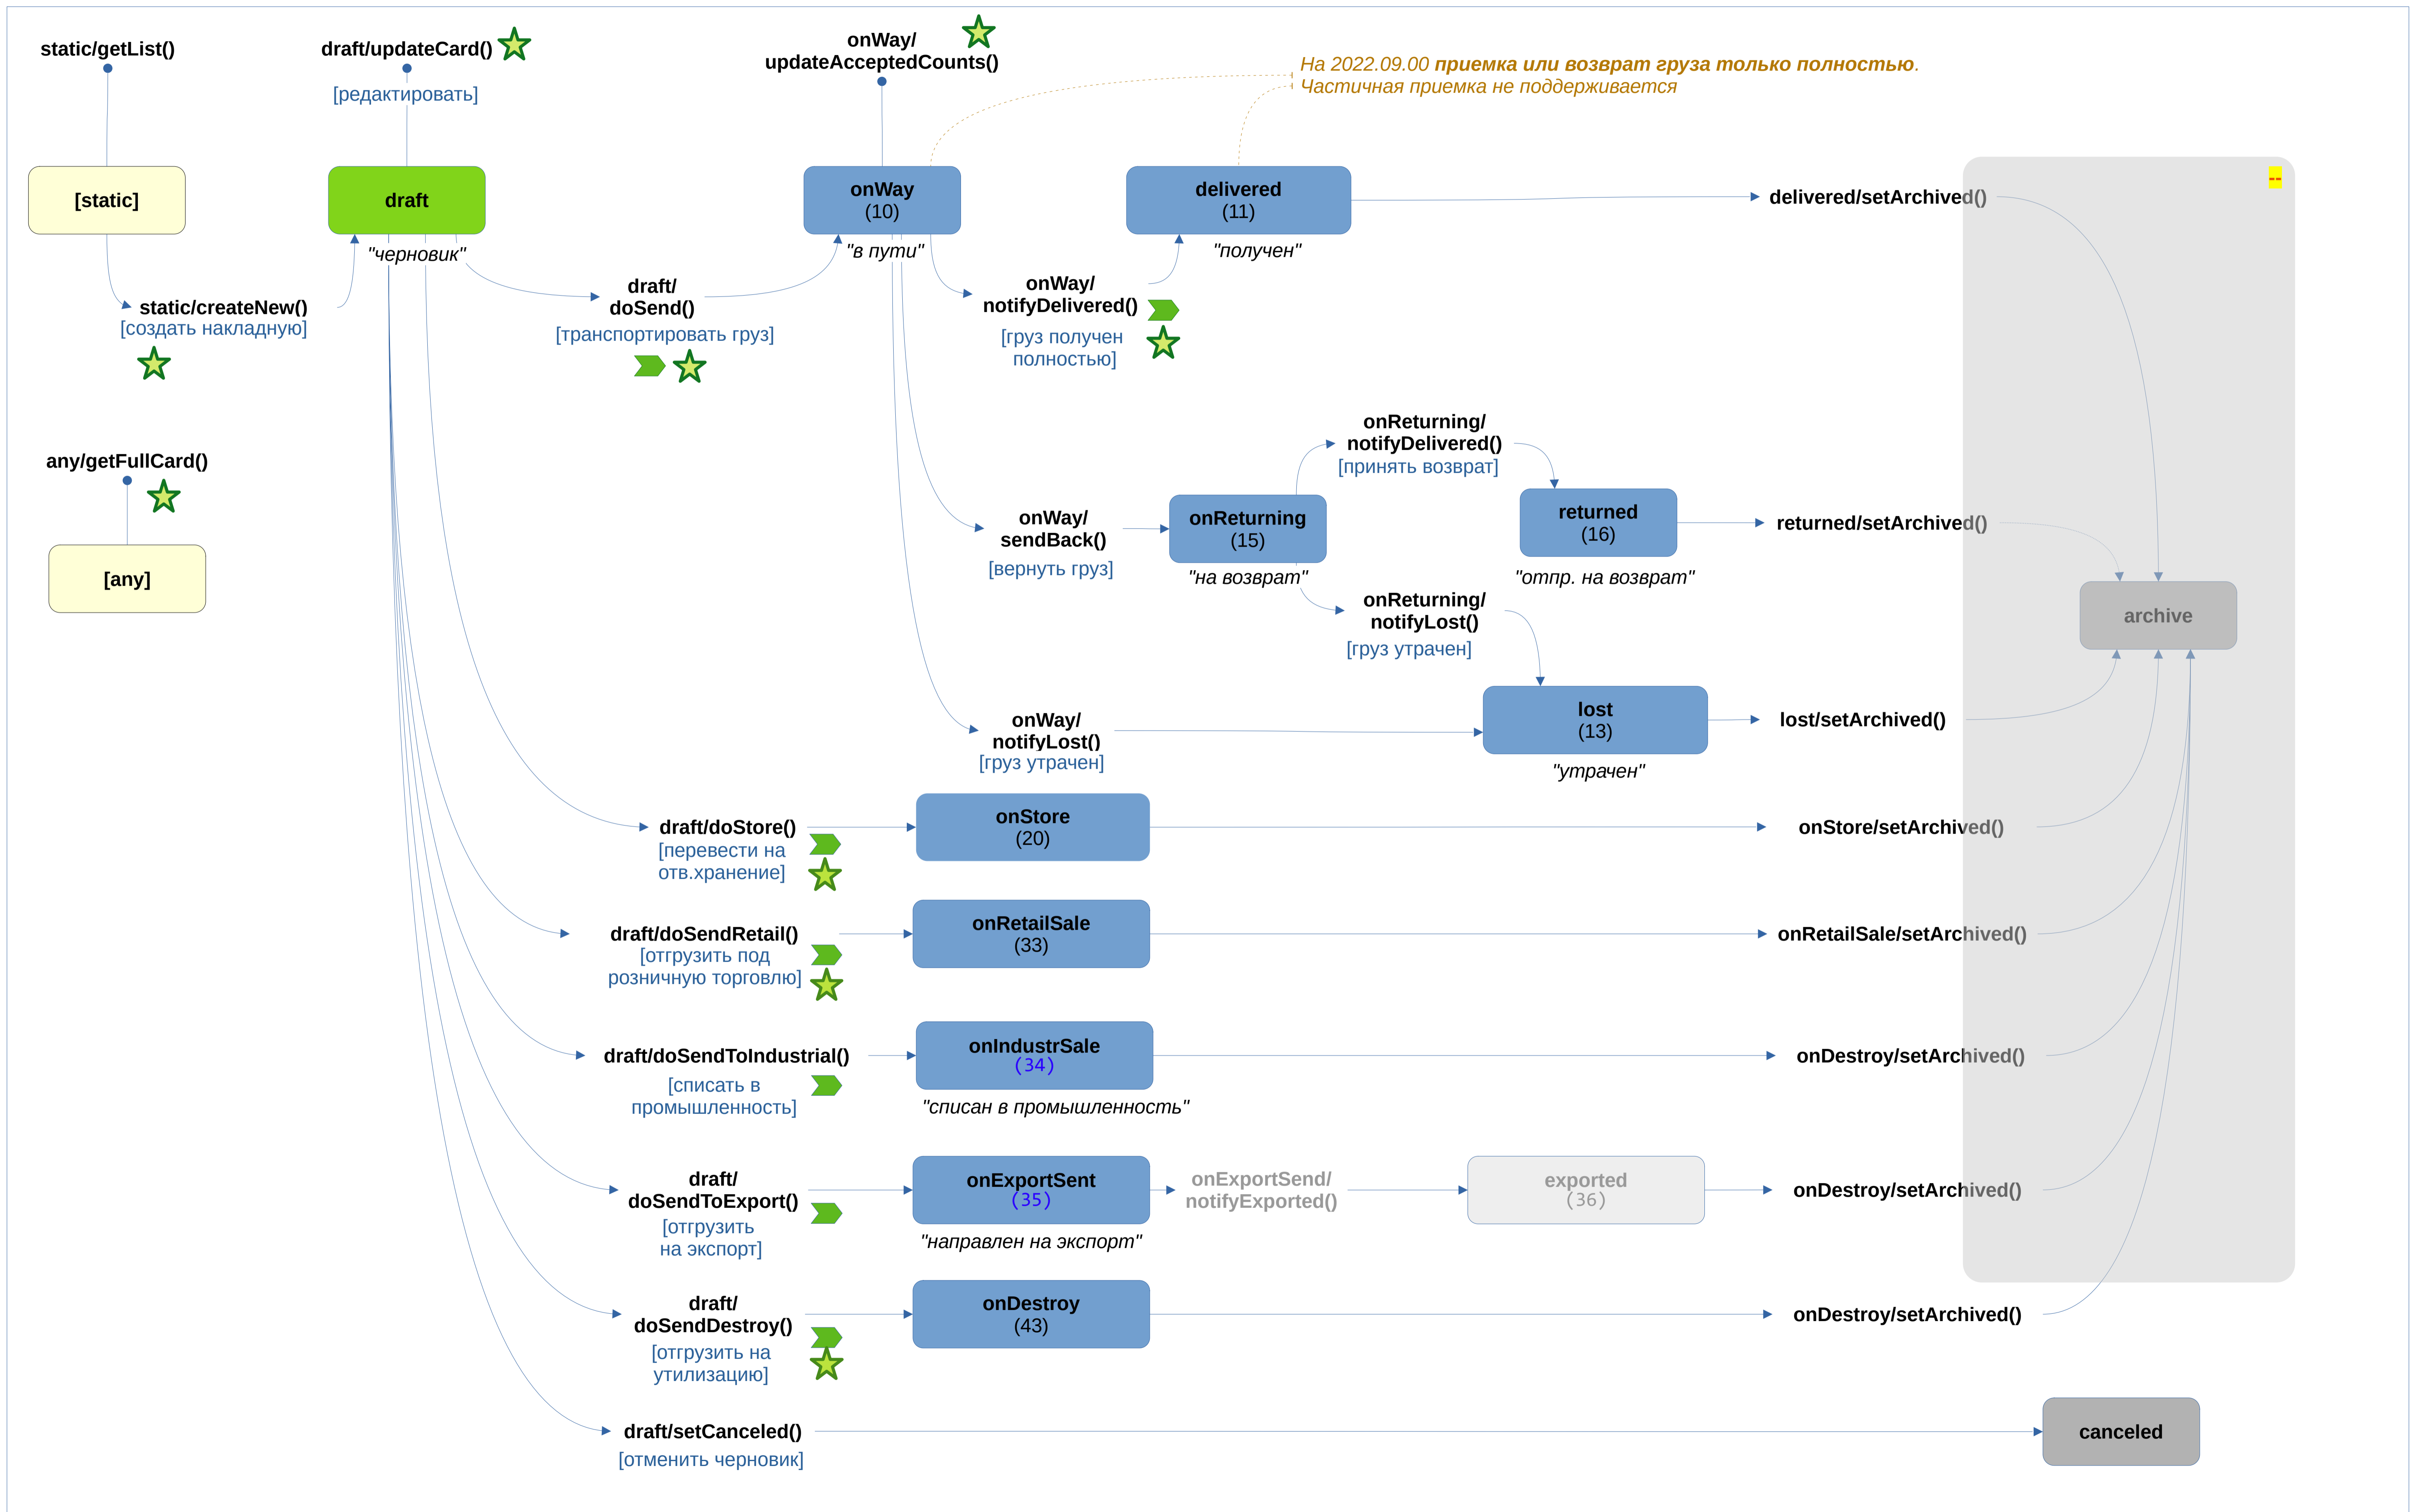 static/getList()
draft/updateCard()
[редактировать]
onWay/
updateAcceptedCounts()
На 2022.09.00 приемка или возврат груза только полностью.
Частичная приемка не поддерживается
[static]
draft
"черновик"
onWay
(10)
"в пути"
delivered
(11)
"получен"
delivered/setArchived()
--
static/createNew()
[создать накладную]
draft/
doSend()
[транспортировать груз]
onWay/
notifyDelivered()
[груз получен
полностью]
any/getFullCard()
[any]
onWay/
sendBack()
[вернуть груз]
onReturning
(15)
"на возврат"
onReturning/
notifyDelivered()
[принять возврат]
returned
(16)
"отпр. на возврат"
returned/setArchived()
onReturning/
notifyLost()
[груз утрачен]
archive
onWay/
notifyLost()
[груз утрачен]
lost
(13)
"утрачен"
lost/setArchived()
draft/doStore()
[перевести на
отв.хранение]
onStore
(20)
onStore/setArchived()
draft/doSendRetail()
[отгрузить под
розничную торговлю]
onRetailSale
(33)
onRetailSale/setArchived()
draft/doSendToIndustrial()
[списать в
промышленность]
onIndustrSale
(34)
"списан в промышленность"
onDestroy/setArchived()
draft/
doSendToExport()
[отгрузить
на экспорт]
onExportSent
(35)
"направлен на экспорт"
onExportSend/
notifyExported()
exported
(36)
onDestroy/setArchived()
draft/
doSendDestroy()
[отгрузить на
утилизацию]
onDestroy
(43)
onDestroy/setArchived()
draft/setCanceled()
[отменить черновик]
canceled